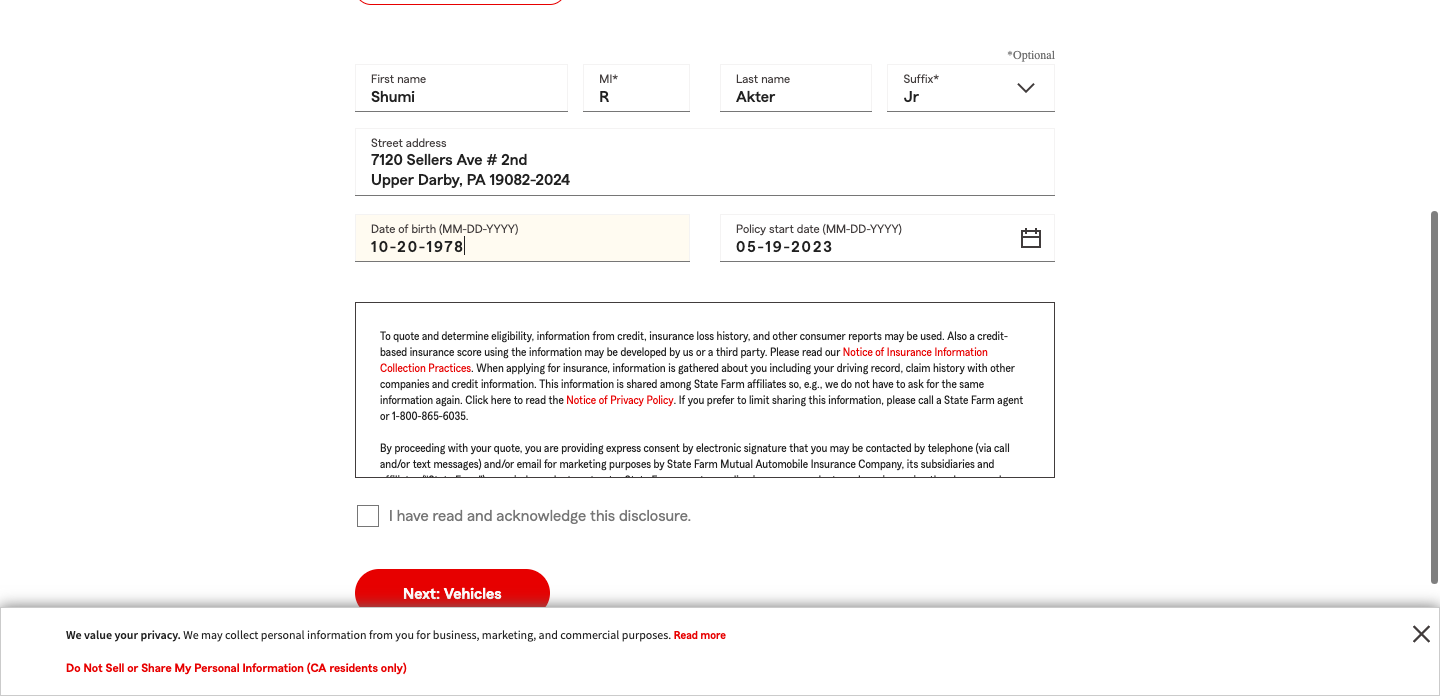 *Optional
First name
Shumi
MI*
R
Last name
Akter
Suffix*
Jr
Street address
7120 Sellers Ave # 2nd
Upper Darby, PA 19082-2024
Date of birth (MM-DD-YYYY)
10-20-1978
Policy start date (MM-DD-YYYY)
05-19-2023
To quote and determine eligibility, information from credit, insurance loss history, and other consumer reports may be used. Also a credit-
based insurance score using the information may be developed by us or a third party. Please read our Notice of Insurance Information
Collection Practices. When applying for insurance, information is gathered about you including your driving record, claim history with other
companies and credit information. This information is shared among State Farm affiliates so, e.g., we do not have to ask for the same
information again. Click here to read the Notice of Privacy Policy. If you prefer to limit sharing this information, please call a State Farm agent
or 1-800-865-6035.
By proceeding with your quote, you are providing express consent by electronic signature that you may be contacted by telephone (via call
and/or text messages) and/or email for marketing purposes by State Farm Mutual Automobile Insurance Company, its subsidiaries and
I have read and acknowledge this disclosure.
Next: Vehicles
We value your privacy. We may collect personal information from you for business, marketing, and commercial purposes. Read more
Do Not Sell or Share My Personal Information (CA residents only)